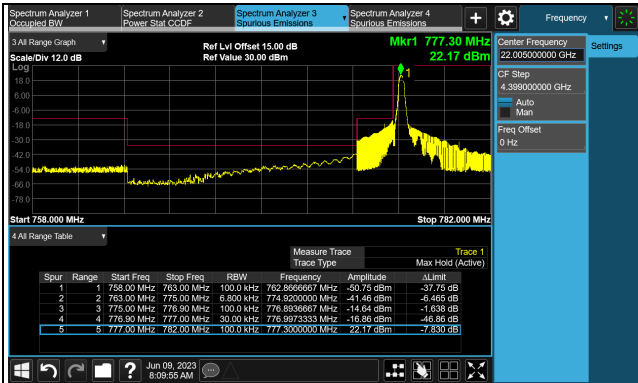 Spectrum Analyzer 1
Occupied BW
Spectrum Analyzer 2
Power Stat CCDF
Spectrum Analyzer 3
Spurious Emissions
Spectrum Analyzer 4
Spurious Emissions
Frequency
3 All Range Graph
Scale/Div 12.0 dB
Ref Lvl Offset 15.00 dB
Ref Value 30.00 dBm
Mkr1 777.30 MHz
22.17 dBm
Log
1
18.0
6.00
-6.00
-18.0
-30.0
-42.0
-54.0
-66.0
Start 758.000 MHz
Stop 782.000 MHz
4 All Range Table
Measure Trace Trace 1
Trace Type Max Hold (Active)
Spur Range Start Freq Stop Freq RBW Frequency Amplitude ΔLimit
1 1 758.00 MHz 763.00 MHz 100.0 kHz 762.8666667 MHz -50.75 dBm -37.75 dB
2 2 763.00 MHz 775.00 MHz 6.800 kHz 774.9200000 MHz -41.46 dBm -6.465 dB
3 3 775.00 MHz 776.90 MHz 100.0 kHz 776.8936667 MHz -14.64 dBm -1.638 dB
4 4 776.90 MHz 777.00 MHz 30.00 kHz 776.9973333 MHz -16.86 dBm -46.86 dB
5 5 777.00 MHz 782.00 MHz 100.0 kHz 777.3000000 MHz 22.17 dBm -7.830 dB
Center Frequency
22.005000000 GHz
Settings
CF Step
4.399000000 GHz
Auto
Man
Freq Offset
0 Hz
Jun 09, 2023
8:09:55 AM